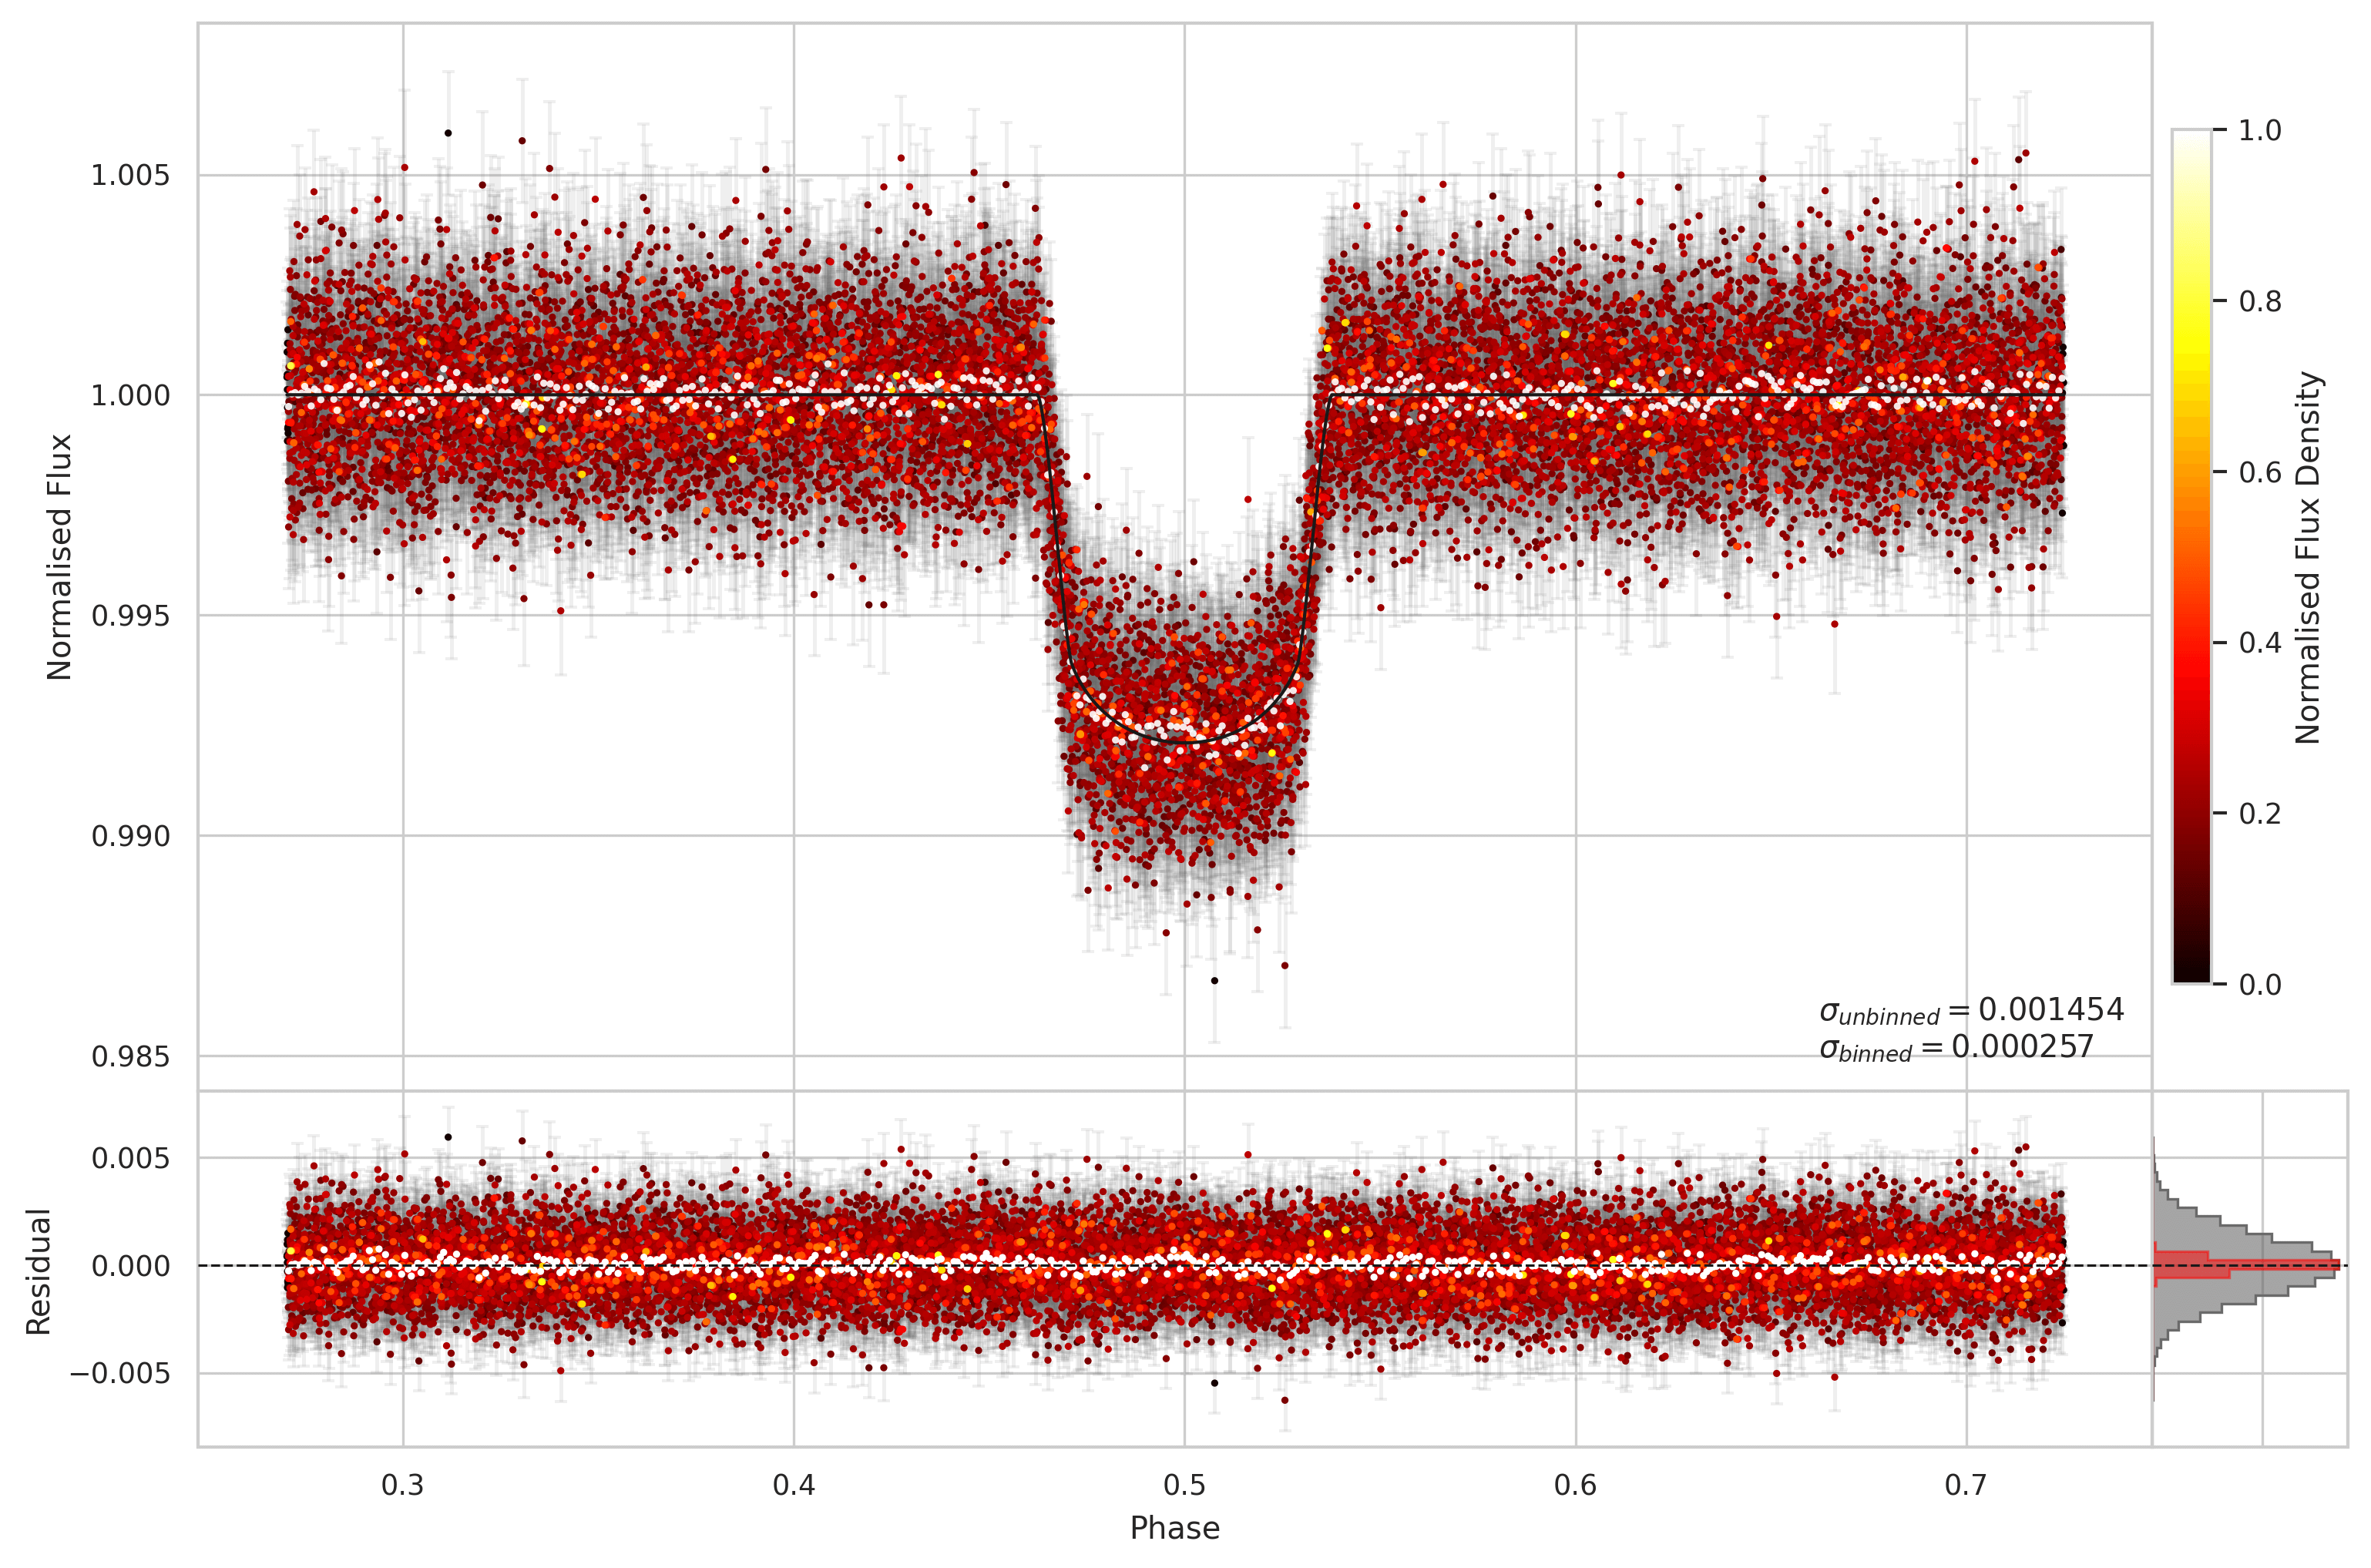 1.005
1.000
0.995
0.990
0.985
Normalised Flux
σunbinned = 0.001454
σbinned = 0.000257
1.0
0.8
0.6
0.4
0.2
0.0
Normalised Flux Density
0.005
0.000
−0.005
Residual
0.3 0.4 0.5 0.6 0.7
Phase